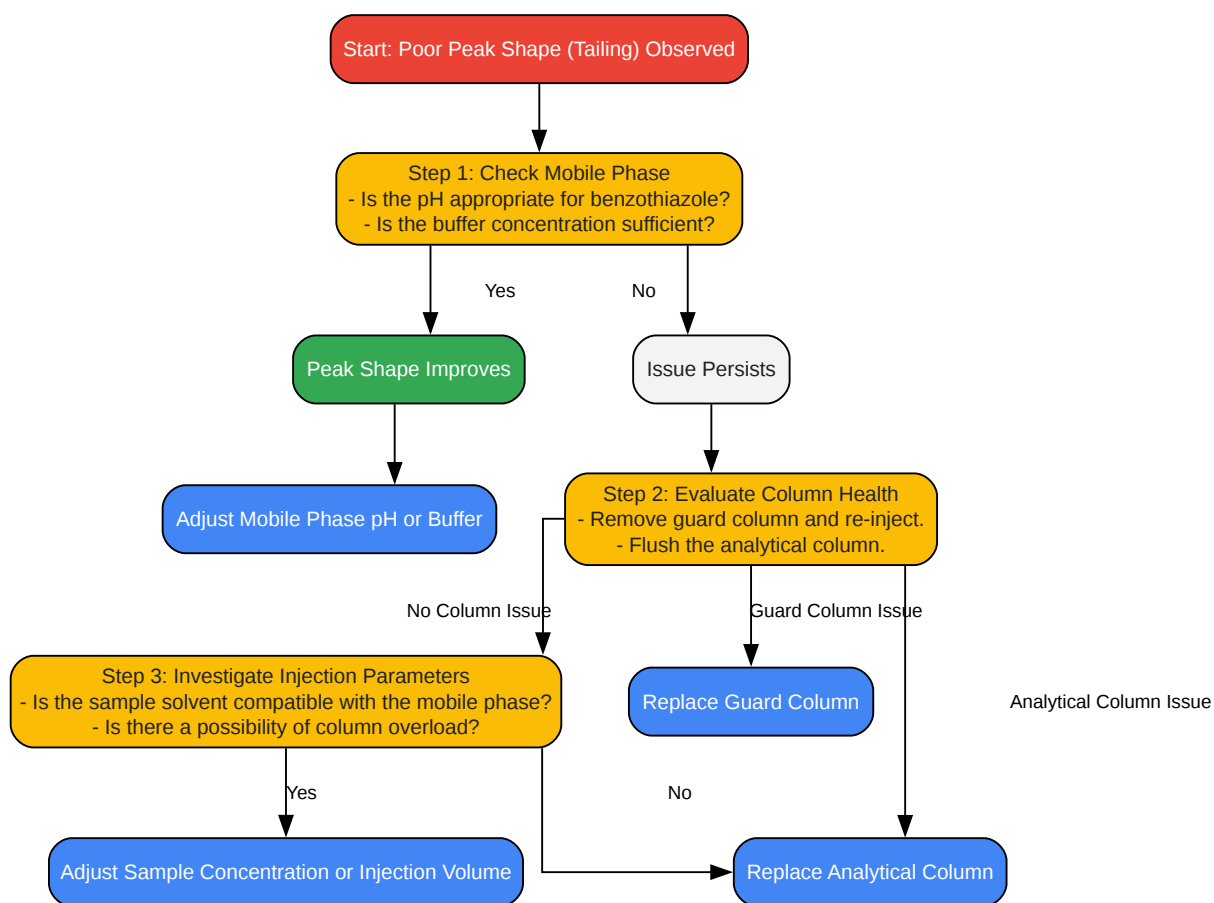 Start: Poor Peak Shape (Tailing) Observed
Step 1: Check Mobile Phase
- Is the pH appropriate for benzothiazole?
- Is the buffer concentration sufficient?
Yes
No
Peak Shape Improves
Issue Persists
Adjust Mobile Phase pH or Buffer
Step 2: Evaluate Column Health
- Remove guard column and re-inject.
- Flush the analytical column.
No Column Issue
Guard Column Issue
Step 3: Investigate Injection Parameters
- Is the sample solvent compatible with the mobile phase?
- Is there a possibility of column overload?
Replace Guard Column
Analytical Column Issue
Yes
No
Adjust Sample Concentration or Injection Volume
Replace Analytical Column